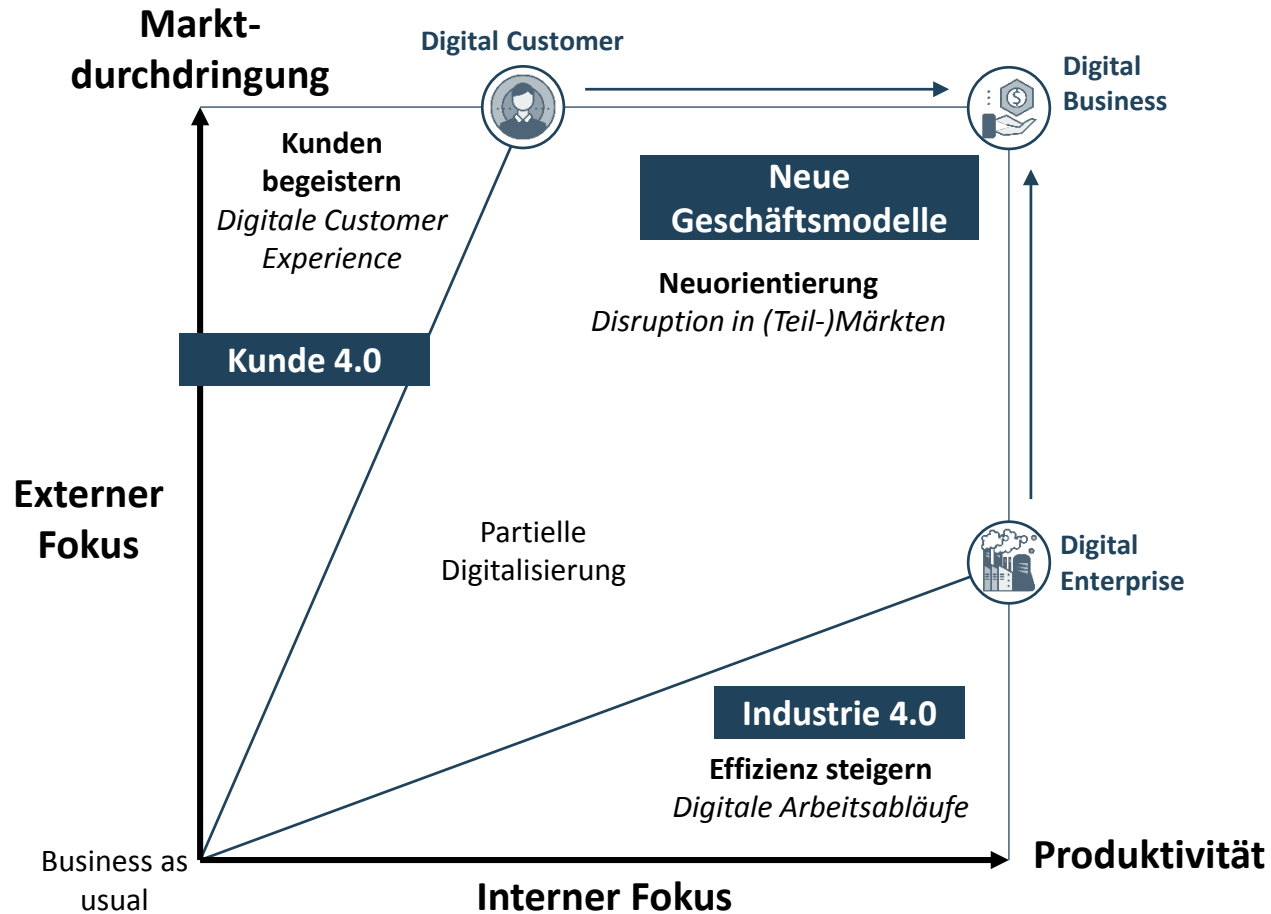 Markt-
durchdringung
Digital Customer
Digital
Business
Kunden
begeistern
Digitale Customer
Experience
Neue
Geschäftsmodelle
Neuorientierung
Disruption in (Teil-)Märkten
Kunde 4.0
Externer
Fokus
Partielle
Digitalisierung
Digital
Enterprise
Industrie 4.0
Effizienz steigern
Digitale Arbeitsabläufe
Business as
usual
Interner Fokus
Produktivität